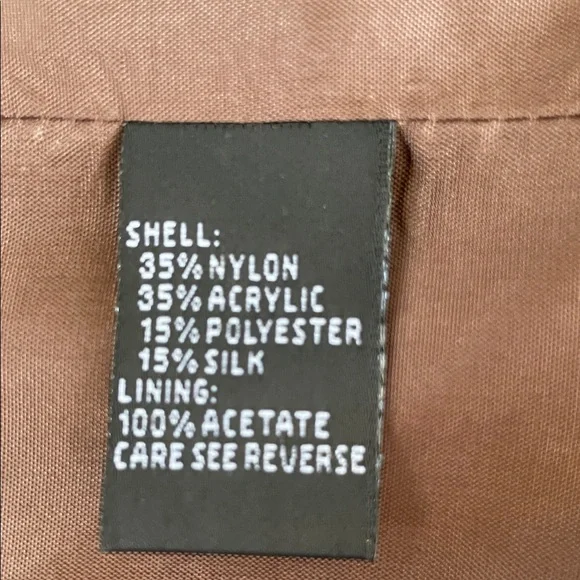 SHELL:
35% NYLON
35% ACRYLIC
15% POLYESTER
15% SILK
LINING:
100% ACETATE
CARE SEE REVERSE